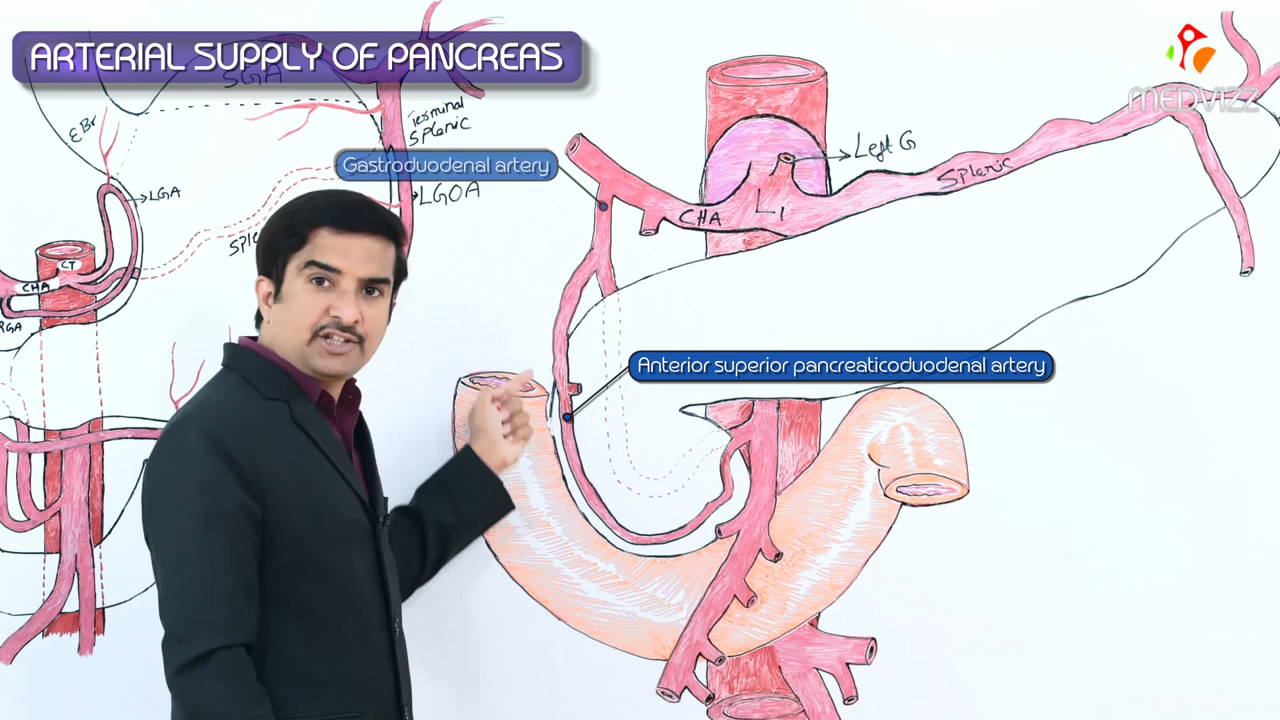 ARTERIAL SUPPLY OF PANCREAS
MEDVIZZ
SGA
Terminal
Splenic
EBr
LGA
Gastroduodenal artery
LGOA
Left G
Splenic
CHA
L1
CT
CHA
RGA
Anterior superior pancreaticoduodenal artery